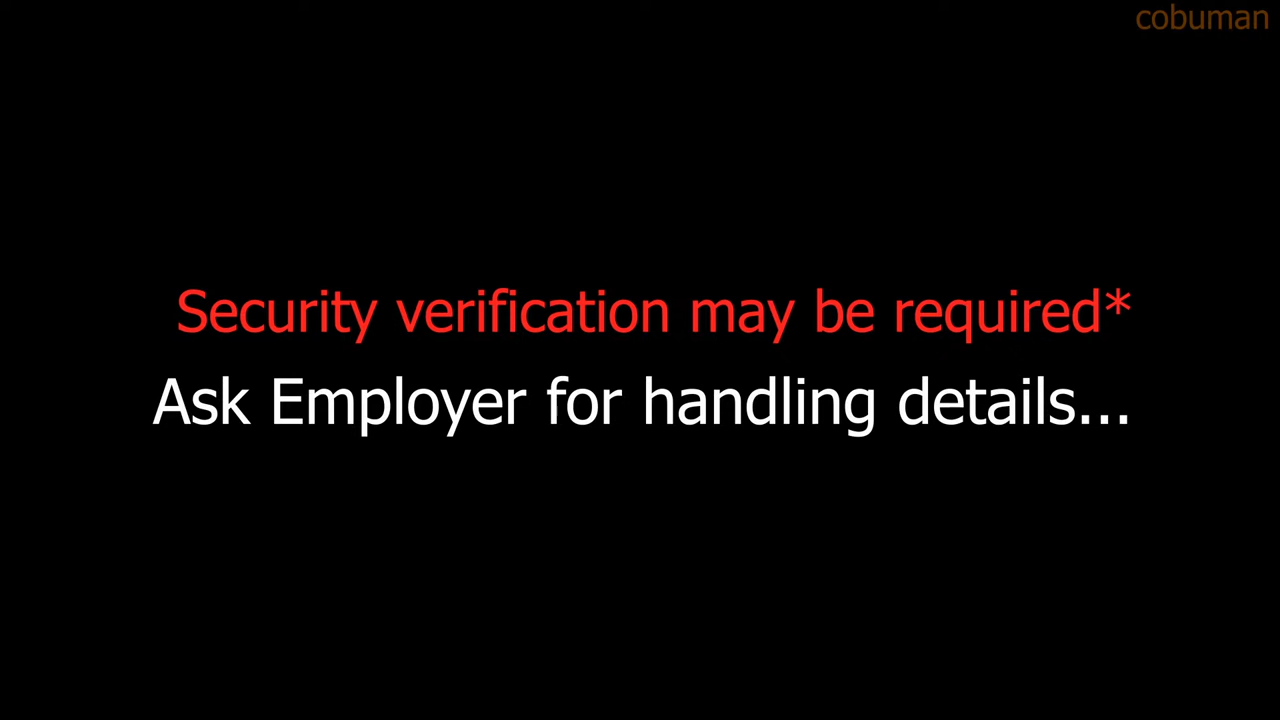 cobuman
Security verification may be required*
Ask Employer for handling details...